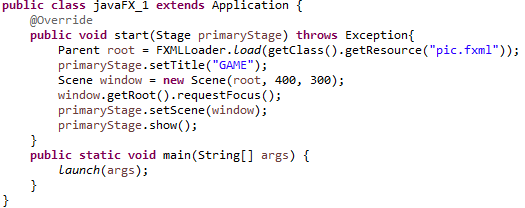 public class javaFX_1 extends Application {
    @Override
    public void start(Stage primaryStage) throws Exception{
        Parent root = FXMLLoader.load(getClass().getResource("pic.fxml"));
        primaryStage.setTitle("GAME");
        Scene window = new Scene(root, 400, 300);
        window.getRoot().requestFocus();
        primaryStage.setScene(window);
        primaryStage.show();
    }
    public static void main(String[] args) {
        launch(args);
    }
}